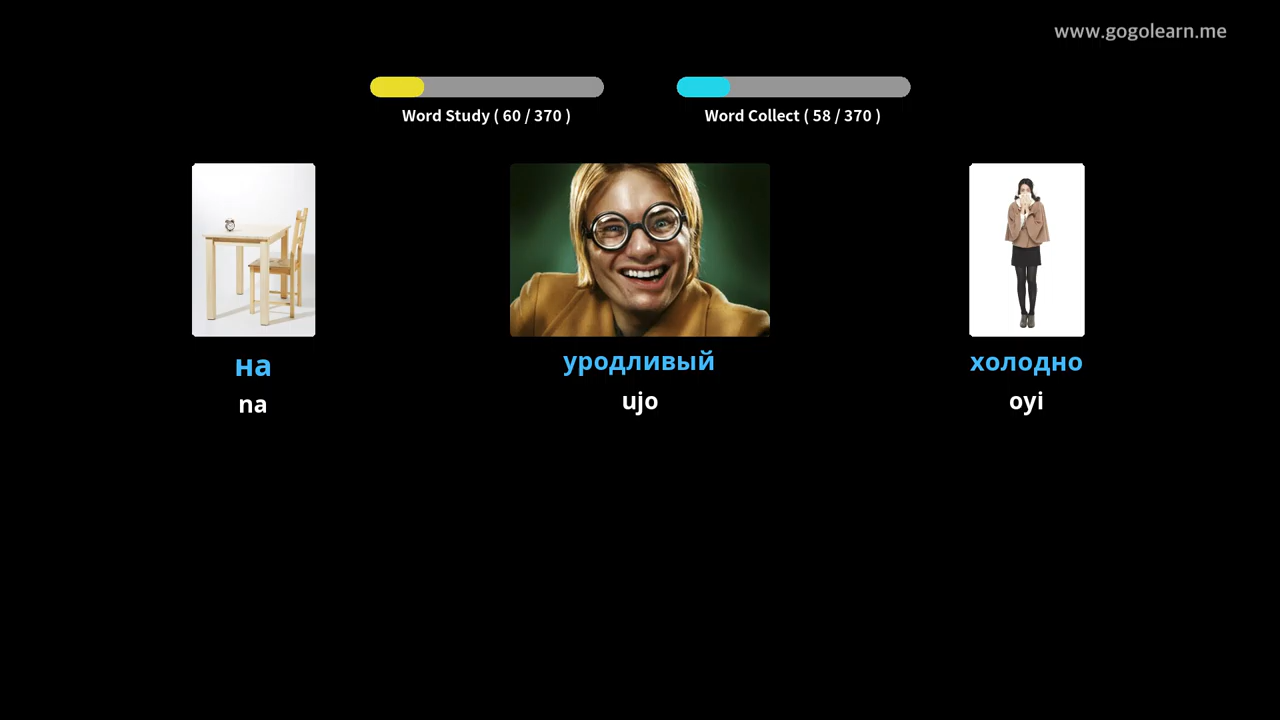 www.gogolearn.me
Word Study ( 60 / 370 )
Word Collect ( 58 / 370 )
на
na
уродливый
ujo
холодно
oyi